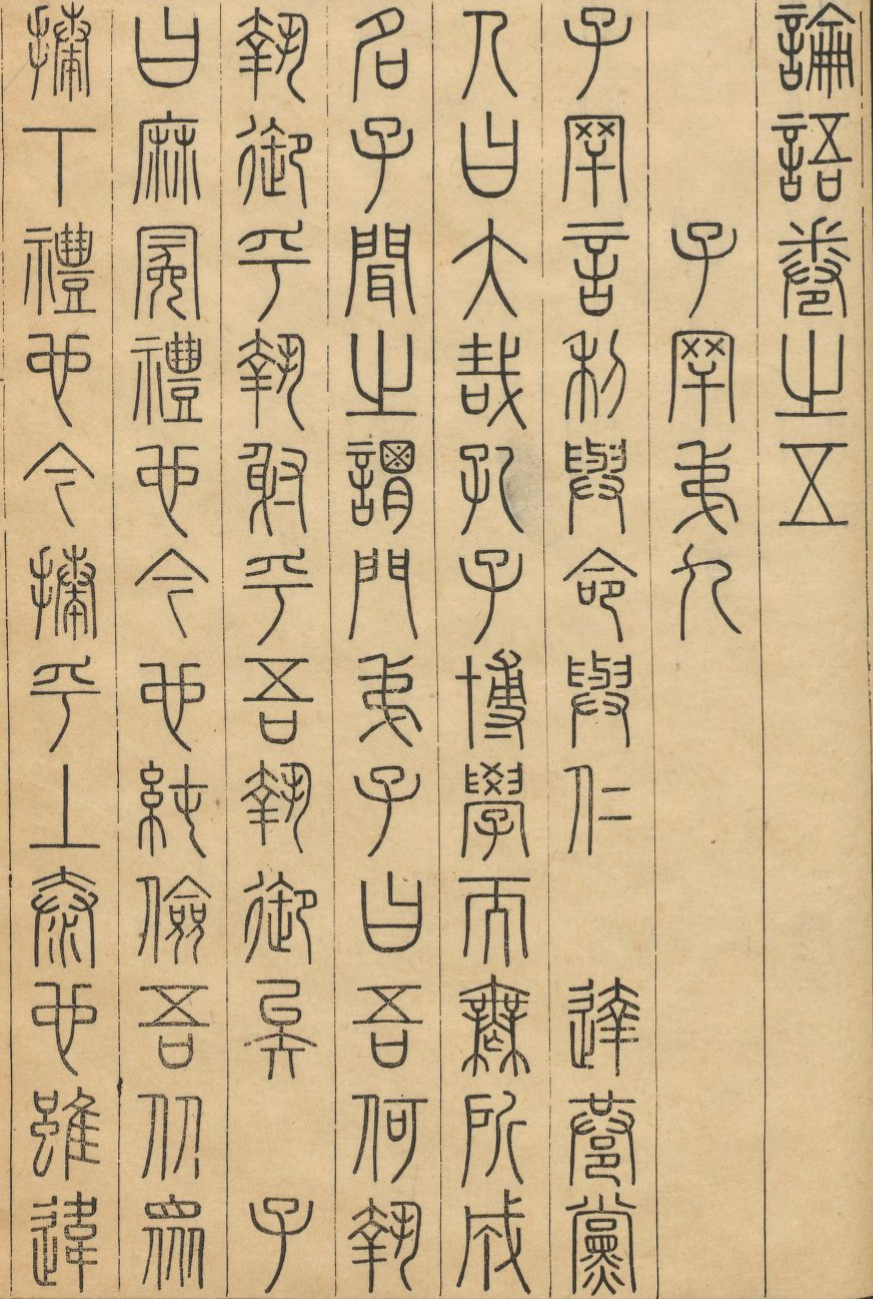 論語卷之五
子罕弟九
子罕言利與命與仁　達巷黨
人曰大哉孔子博學而無所成
名子聞之謂門弟子曰吾何執
執御乎執射乎吾執御矣　子
曰麻冕禮也今也純儉吾从眾
拜下禮也今拜乎上泰也雖違